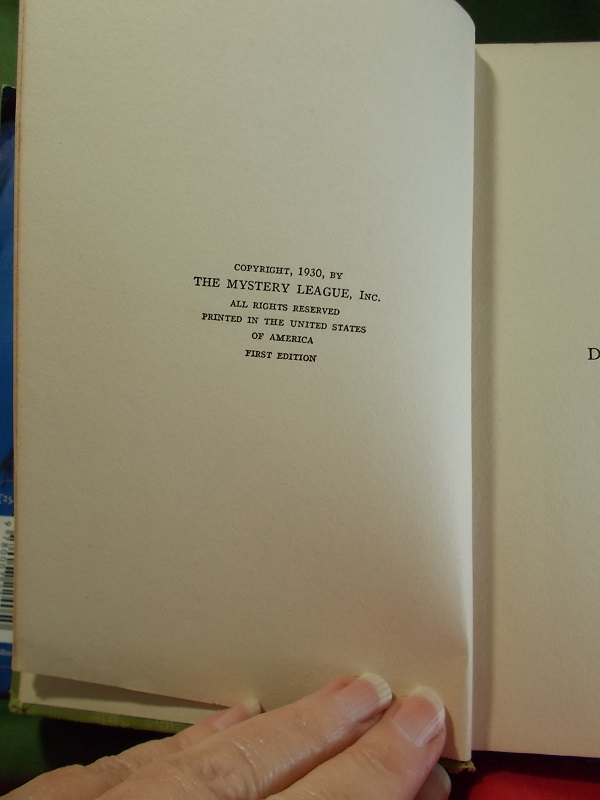 COPYRIGHT, 1930, BY
THE MYSTERY LEAGUE, INC.
ALL RIGHTS RESERVED
PRINTED IN THE UNITED STATES
OF AMERICA
FIRST EDITION
D